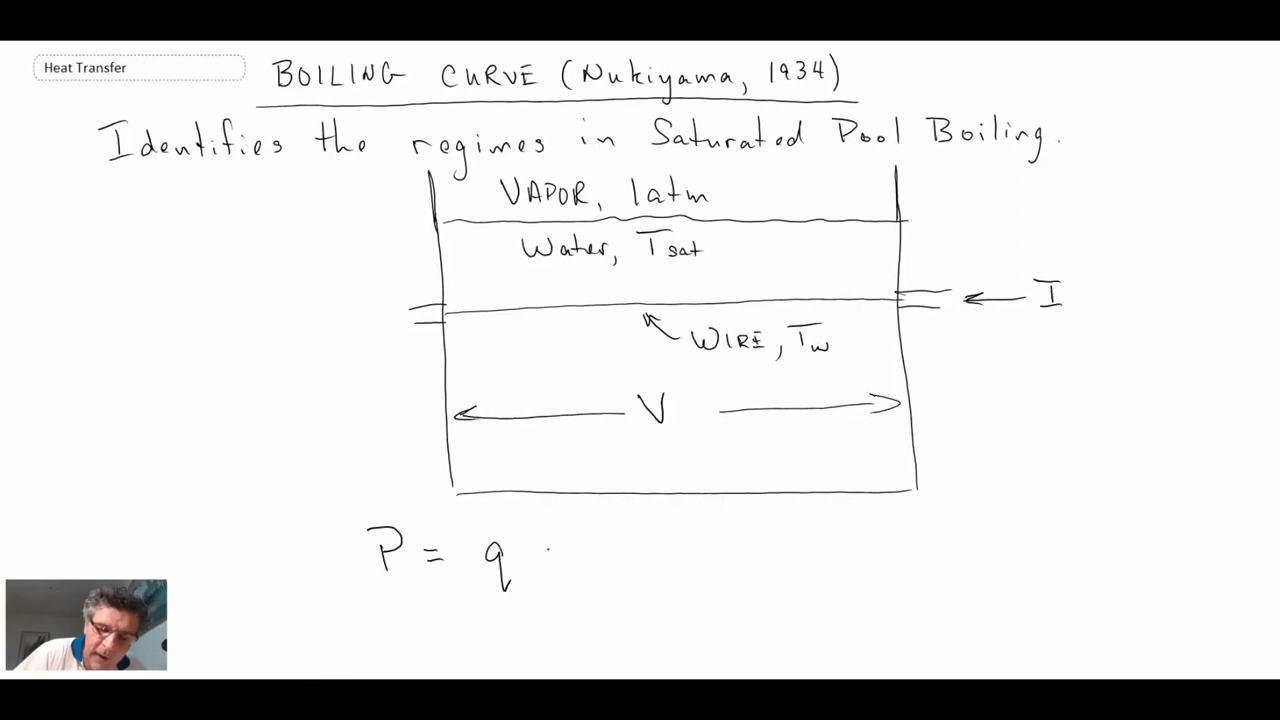 Heat Transfer
BOILING CURVE (Nukiyama, 1934)
Identifies the regimes in Saturated Pool Boiling.
VAPOR, 1atm
Water, Tsat
I
WIRE, Tw
V
P = q